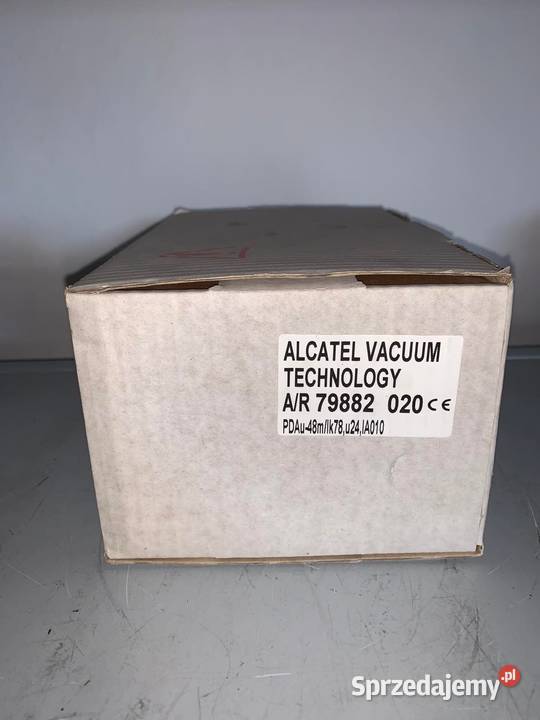 ALCATEL VACUUM
TECHNOLOGY
A/R 79882 020 CE
PDAu-48m/lk78,u24,IA010
Sprzedajemy.pl